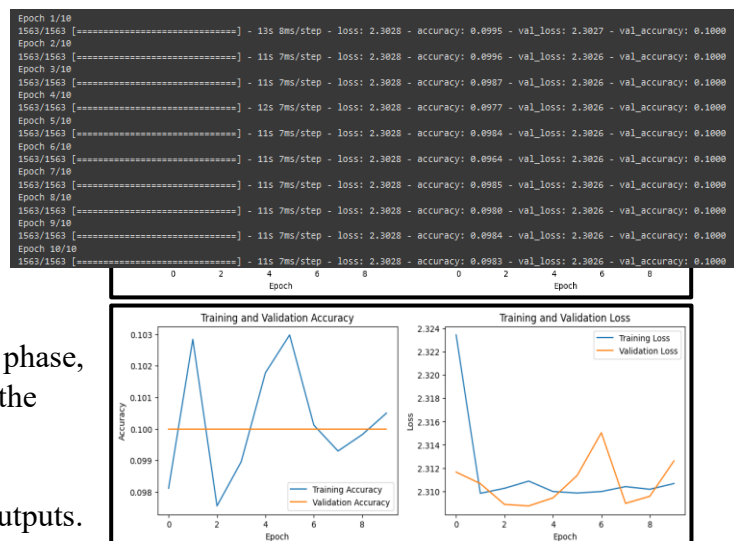 Epoch 1/10
1563/1563 [==============================] - 13s 8ms/step - loss: 2.3028 - accuracy: 0.0995 - val_loss: 2.3027 - val_accuracy: 0.1000
Epoch 2/10
1563/1563 [==============================] - 11s 7ms/step - loss: 2.3028 - accuracy: 0.0996 - val_loss: 2.3026 - val_accuracy: 0.1000
Epoch 3/10
1563/1563 [==============================] - 11s 7ms/step - loss: 2.3028 - accuracy: 0.0987 - val_loss: 2.3026 - val_accuracy: 0.1000
Epoch 4/10
1563/1563 [==============================] - 12s 7ms/step - loss: 2.3028 - accuracy: 0.0977 - val_loss: 2.3026 - val_accuracy: 0.1000
Epoch 5/10
1563/1563 [==============================] - 11s 7ms/step - loss: 2.3028 - accuracy: 0.0984 - val_loss: 2.3026 - val_accuracy: 0.1000
Epoch 6/10
1563/1563 [==============================] - 11s 7ms/step - loss: 2.3028 - accuracy: 0.0964 - val_loss: 2.3026 - val_accuracy: 0.1000
Epoch 7/10
1563/1563 [==============================] - 11s 7ms/step - loss: 2.3028 - accuracy: 0.0985 - val_loss: 2.3026 - val_accuracy: 0.1000
Epoch 8/10
1563/1563 [==============================] - 11s 7ms/step - loss: 2.3028 - accuracy: 0.0980 - val_loss: 2.3026 - val_accuracy: 0.1000
Epoch 9/10
1563/1563 [==============================] - 11s 7ms/step - loss: 2.3028 - accuracy: 0.0984 - val_loss: 2.3026 - val_accuracy: 0.1000
Epoch 10/10
1563/1563 [==============================] - 11s 7ms/step - loss: 2.3028 - accuracy: 0.0983 - val_loss: 2.3026 - val_accuracy: 0.1000
0 2 4 6 8
Epoch
0 2 4 6 8
Epoch
phase,
the
utputs.
Training and Validation Accuracy
Accuracy
0.103
0.102
0.101
0.100
0.099
0.098
Training Accuracy
Validation Accuracy
0 2 4 6 8
Epoch
Training and Validation Loss
Loss
2.324
2.322
2.320
2.318
2.316
2.314
2.312
2.310
Training Loss
Validation Loss
0 2 4 6 8
Epoch